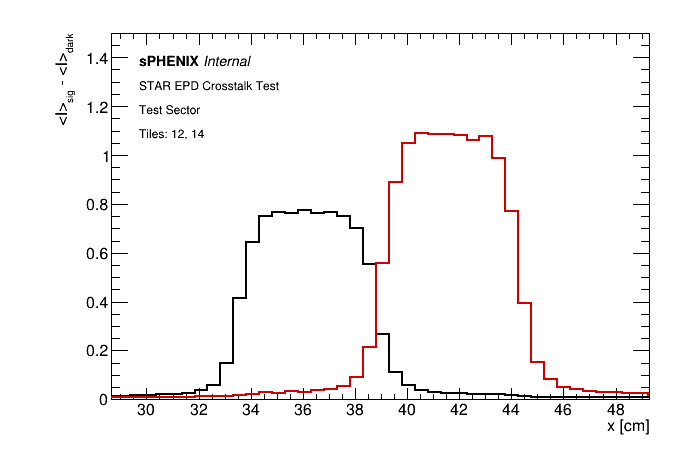 <I>sig - <I>dark
1.4
1.2
1
0.8
0.6
0.4
0.2
0
sPHENIX Internal
STAR EPD Crosstalk Test
Test Sector
Tiles: 12, 14
30 32 34 36 38 40 42 44 46 48
x [cm]